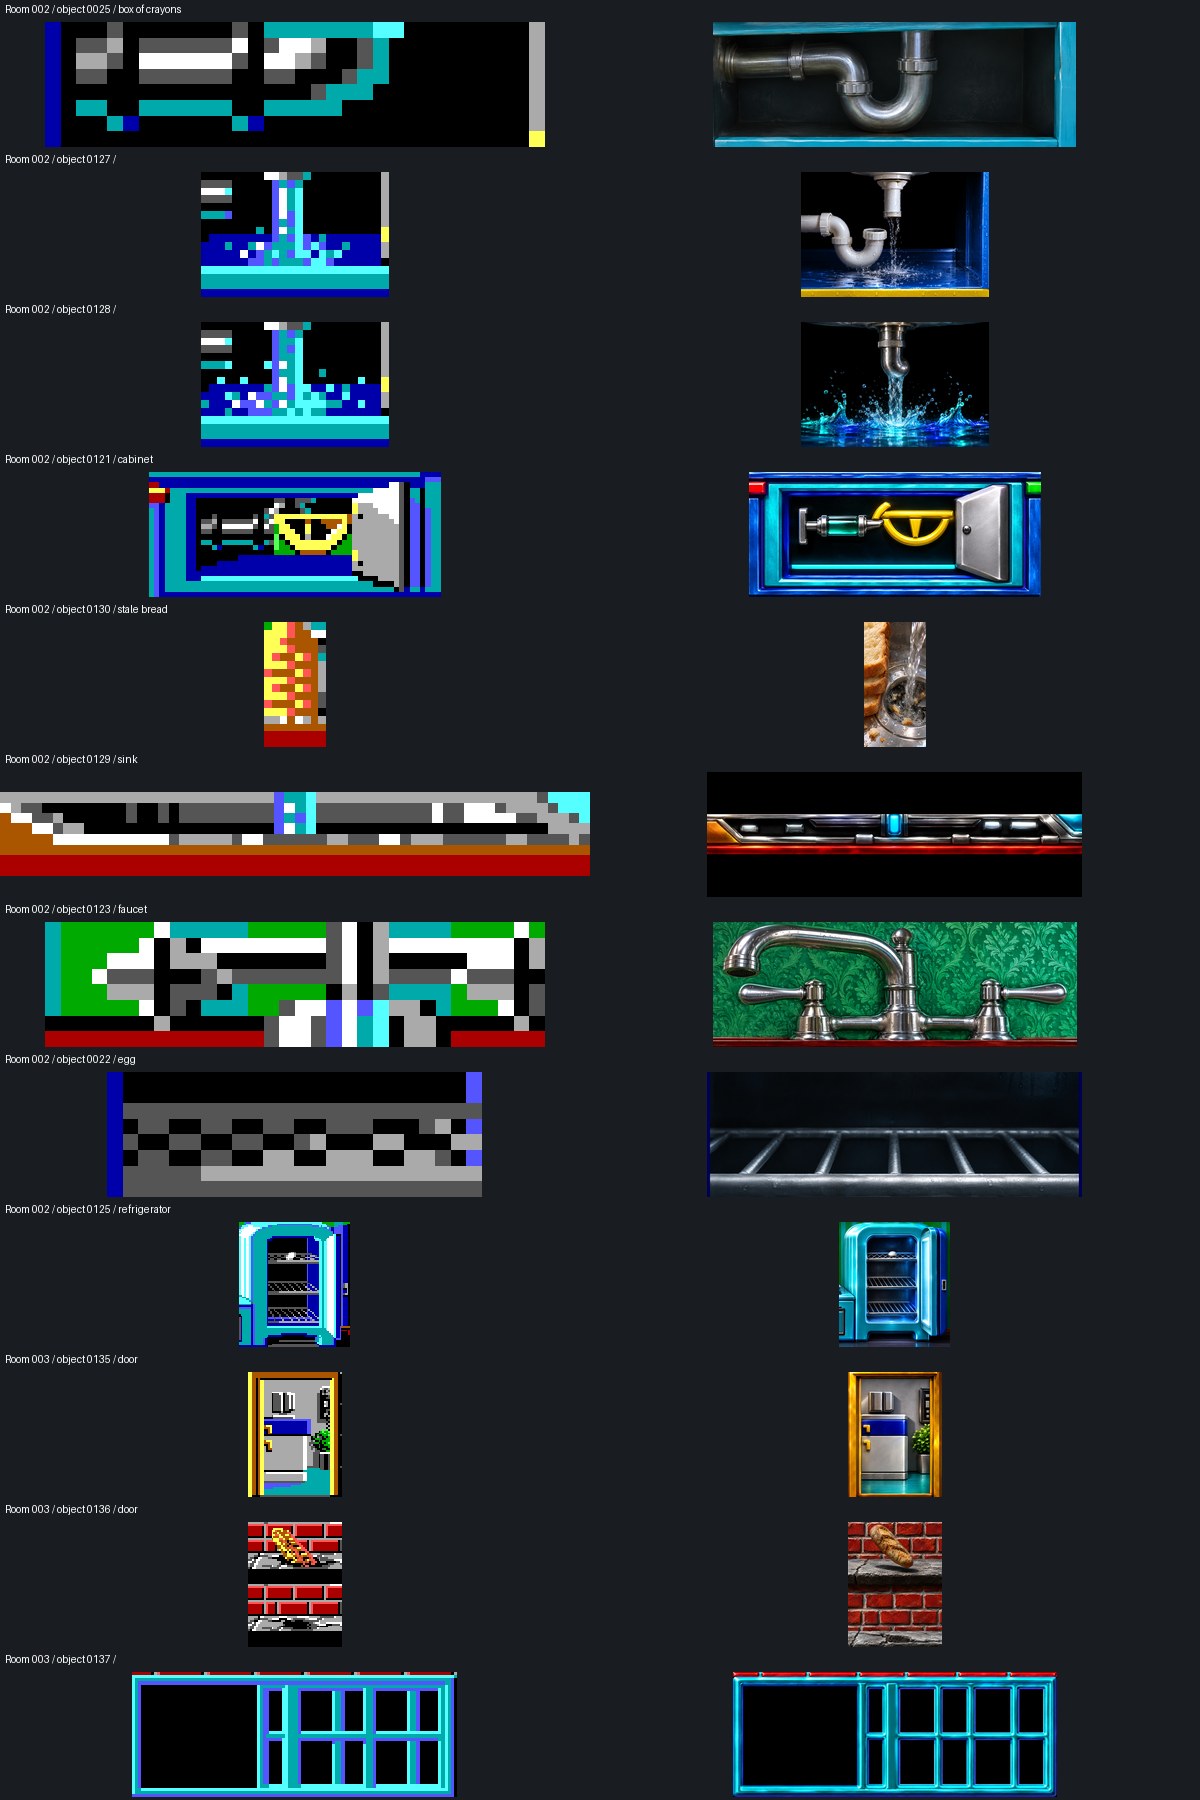 Room 002 / object 0025 / box of crayons
Room 002 / object 0127 /
Room 002 / object 0128 /
Room 002 / object 0121 / cabinet
Room 002 / object 0130 / stale bread
Room 002 / object 0129 / sink
Room 002 / object 0123 / faucet
Room 002 / object 0022 / egg
Room 002 / object 0125 / refrigerator
Room 003 / object 0135 / door
Room 003 / object 0136 / door
Room 003 / object 0137 /